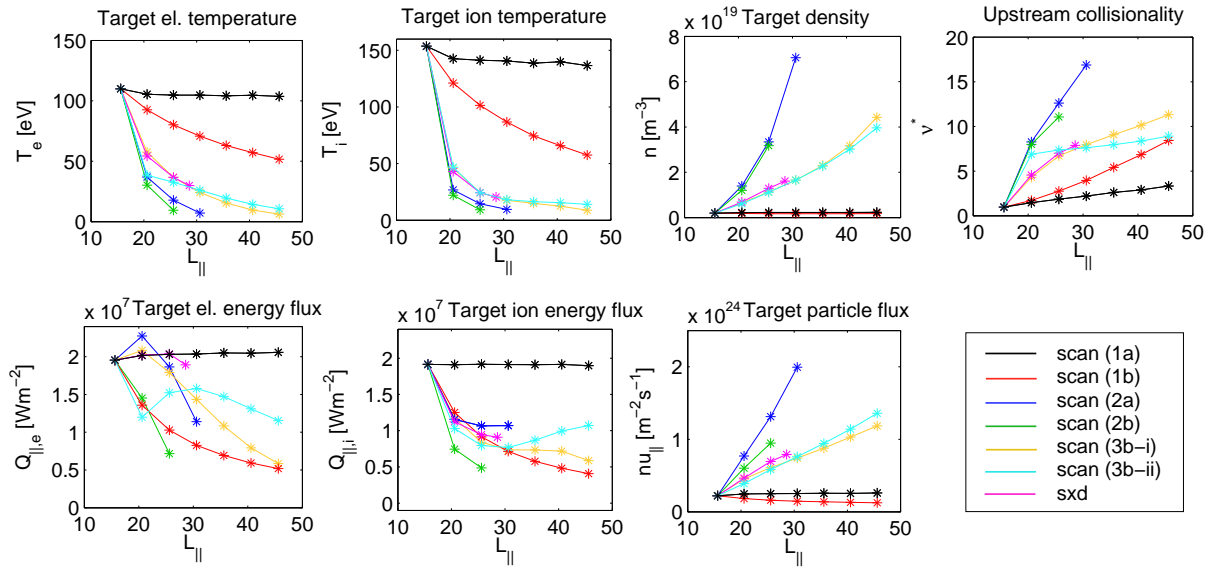 Target el. temperature
150
100
50
0
T_e [eV]
10 20 30 40 50
L_||
Target ion temperature
150
100
50
0
T_i [eV]
10 20 30 40 50
L_||
x 10^19 Target density
8
6
4
2
0
n [m^−3]
10 20 30 40 50
L_||
Upstream collisionality
20
15
10
5
0
ν*
10 20 30 40 50
L_||
x 10^7 Target el. energy flux
2
1.5
1
0.5
0
Q_||,e [Wm^−2]
10 20 30 40 50
L_||
x 10^7 Target ion energy flux
2
1.5
1
0.5
0
Q_||,i [Wm^−2]
10 20 30 40 50
L_||
x 10^24 Target particle flux
2
1
0
nu_|| [m^−2 s^−1]
10 20 30 40 50
L_||
scan (1a)
scan (1b)
scan (2a)
scan (2b)
scan (3b−i)
scan (3b−ii)
sxd